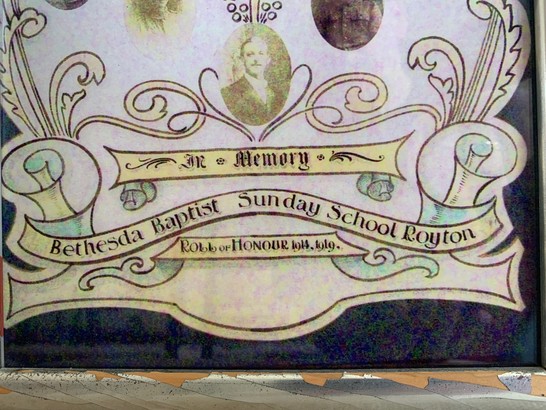 In Memory
Bethesda Baptist Sunday School Royton
Roll of Honour 1914.1919.